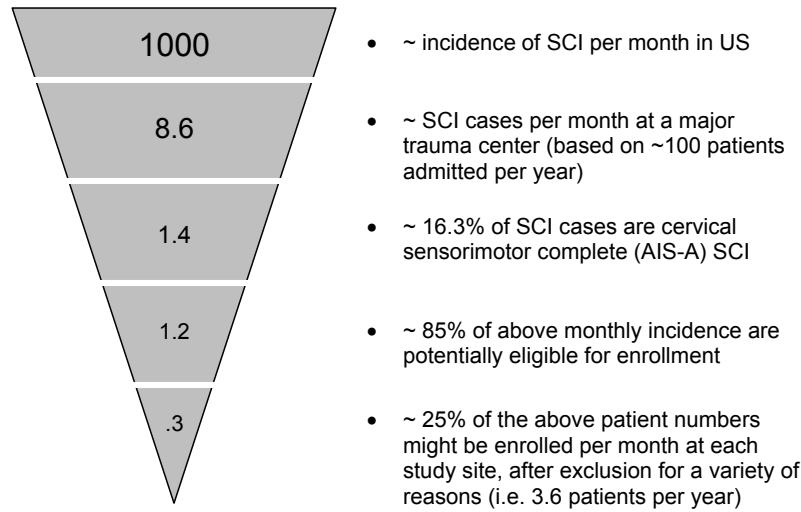 1000
• ~ incidence of SCI per month in US
8.6
• ~ SCI cases per month at a major
trauma center (based on ~100 patients
admitted per year)
1.4
• ~ 16.3% of SCI cases are cervical
sensorimotor complete (AIS-A) SCI
1.2
• ~ 85% of above monthly incidence are
potentially eligible for enrollment
.3
• ~ 25% of the above patient numbers
might be enrolled per month at each
study site, after exclusion for a variety of
reasons (i.e. 3.6 patients per year)